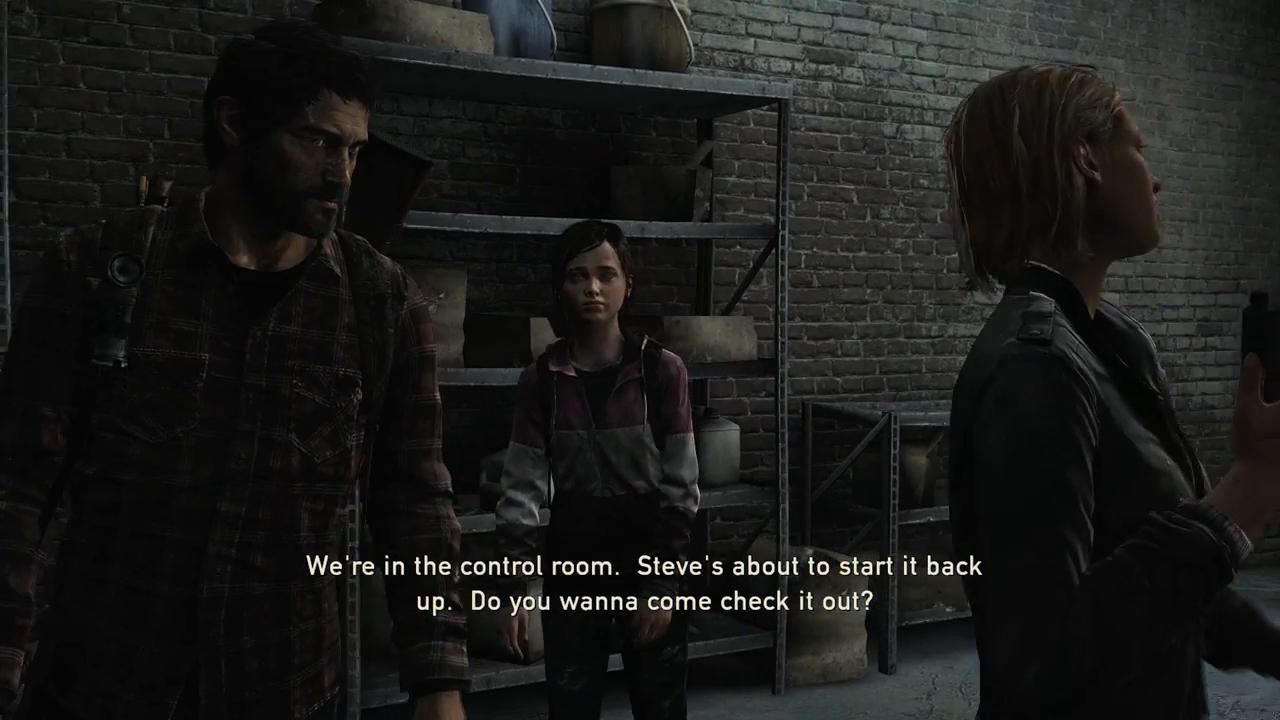 We're in the control room.  Steve's about to start it back
up.  Do you wanna come check it out?